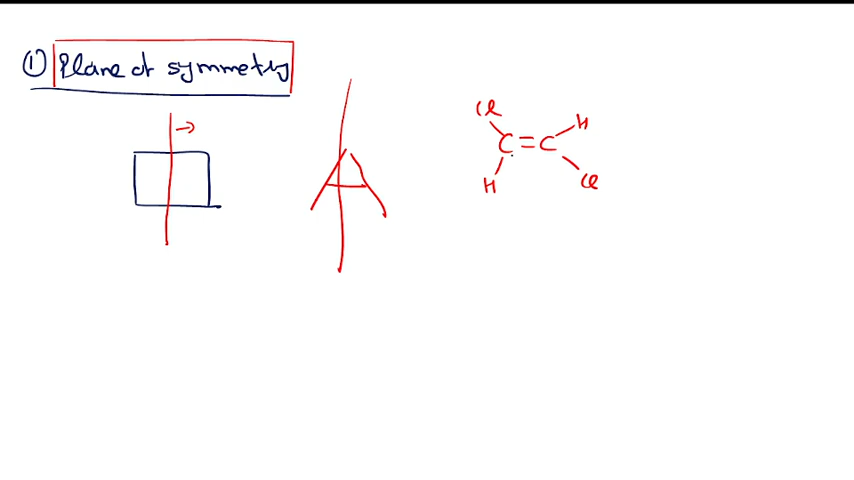 ① Plane of symmetry
A
Cl H
C=C
H Cl